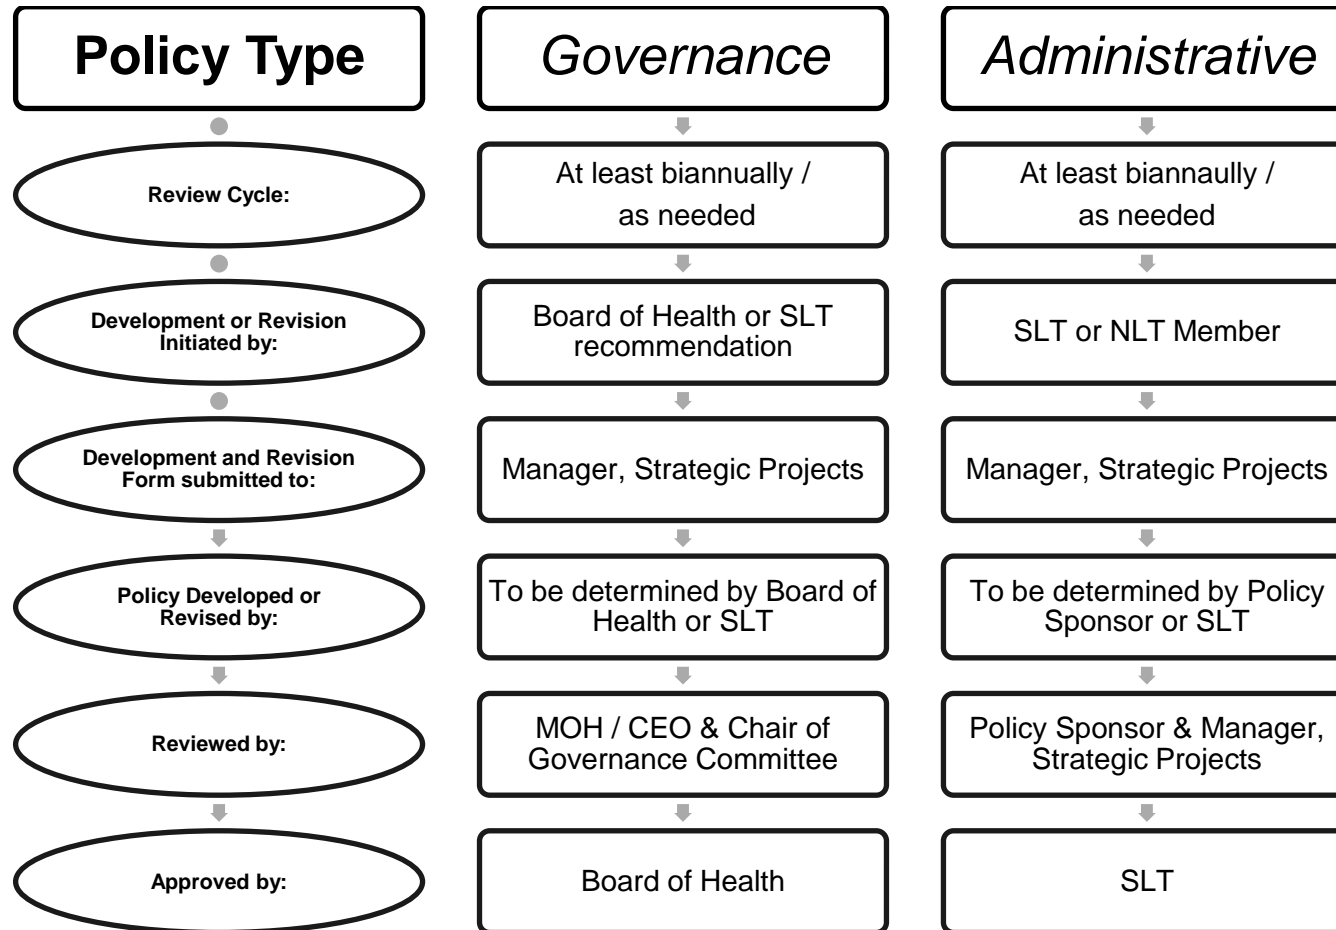 Policy Type
Governance
Administrative
Review Cycle:
At least biannually /
as needed
At least biannaully /
as needed
Development or Revision
Initiated by:
Board of Health or SLT
recommendation
SLT or NLT Member
Development and Revision
Form submitted to:
Manager, Strategic Projects
Manager, Strategic Projects
Policy Developed or
Revised by:
To be determined by Board of
Health or SLT
To be determined by Policy
Sponsor or SLT
Reviewed by:
MOH / CEO & Chair of
Governance Committee
Policy Sponsor & Manager,
Strategic Projects
Approved by:
Board of Health
SLT